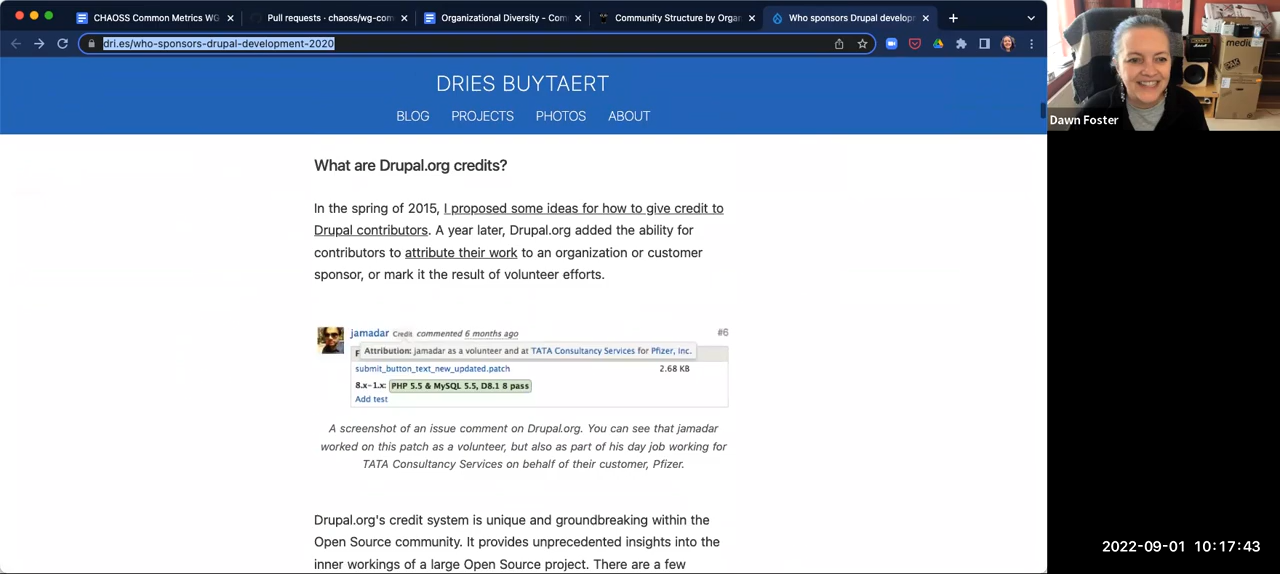 CHAOSS Common Metrics WG
Pull requests · chaoss/wg-com
Organizational Diversity - Com
Community Structure by Organ
Who sponsors Drupal develop
dri.es/who-sponsors-drupal-development-2020
DRIES BUYTAERT
BLOG PROJECTS PHOTOS ABOUT
Dawn Foster
What are Drupal.org credits?
In the spring of 2015, I proposed some ideas for how to give credit to
Drupal contributors. A year later, Drupal.org added the ability for
contributors to attribute their work to an organization or customer
sponsor, or mark it the result of volunteer efforts.
jamadar Credit commented 6 months ago #6
F
Attribution: jamadar as a volunteer and at TATA Consultancy Services for Pfizer, Inc.
submit_button_text_new_updated.patch 2.68 KB
8.x-1.x: PHP 5.5 & MySQL 5.5, D8.1 8 pass
Add test
A screenshot of an issue comment on Drupal.org. You can see that jamadar
worked on this patch as a volunteer, but also as part of his day job working for
TATA Consultancy Services on behalf of their customer, Pfizer.
Drupal.org's credit system is unique and groundbreaking within the
Open Source community. It provides unprecedented insights into the
inner workings of a large Open Source project. There are a few
2022-09-01 10:17:43